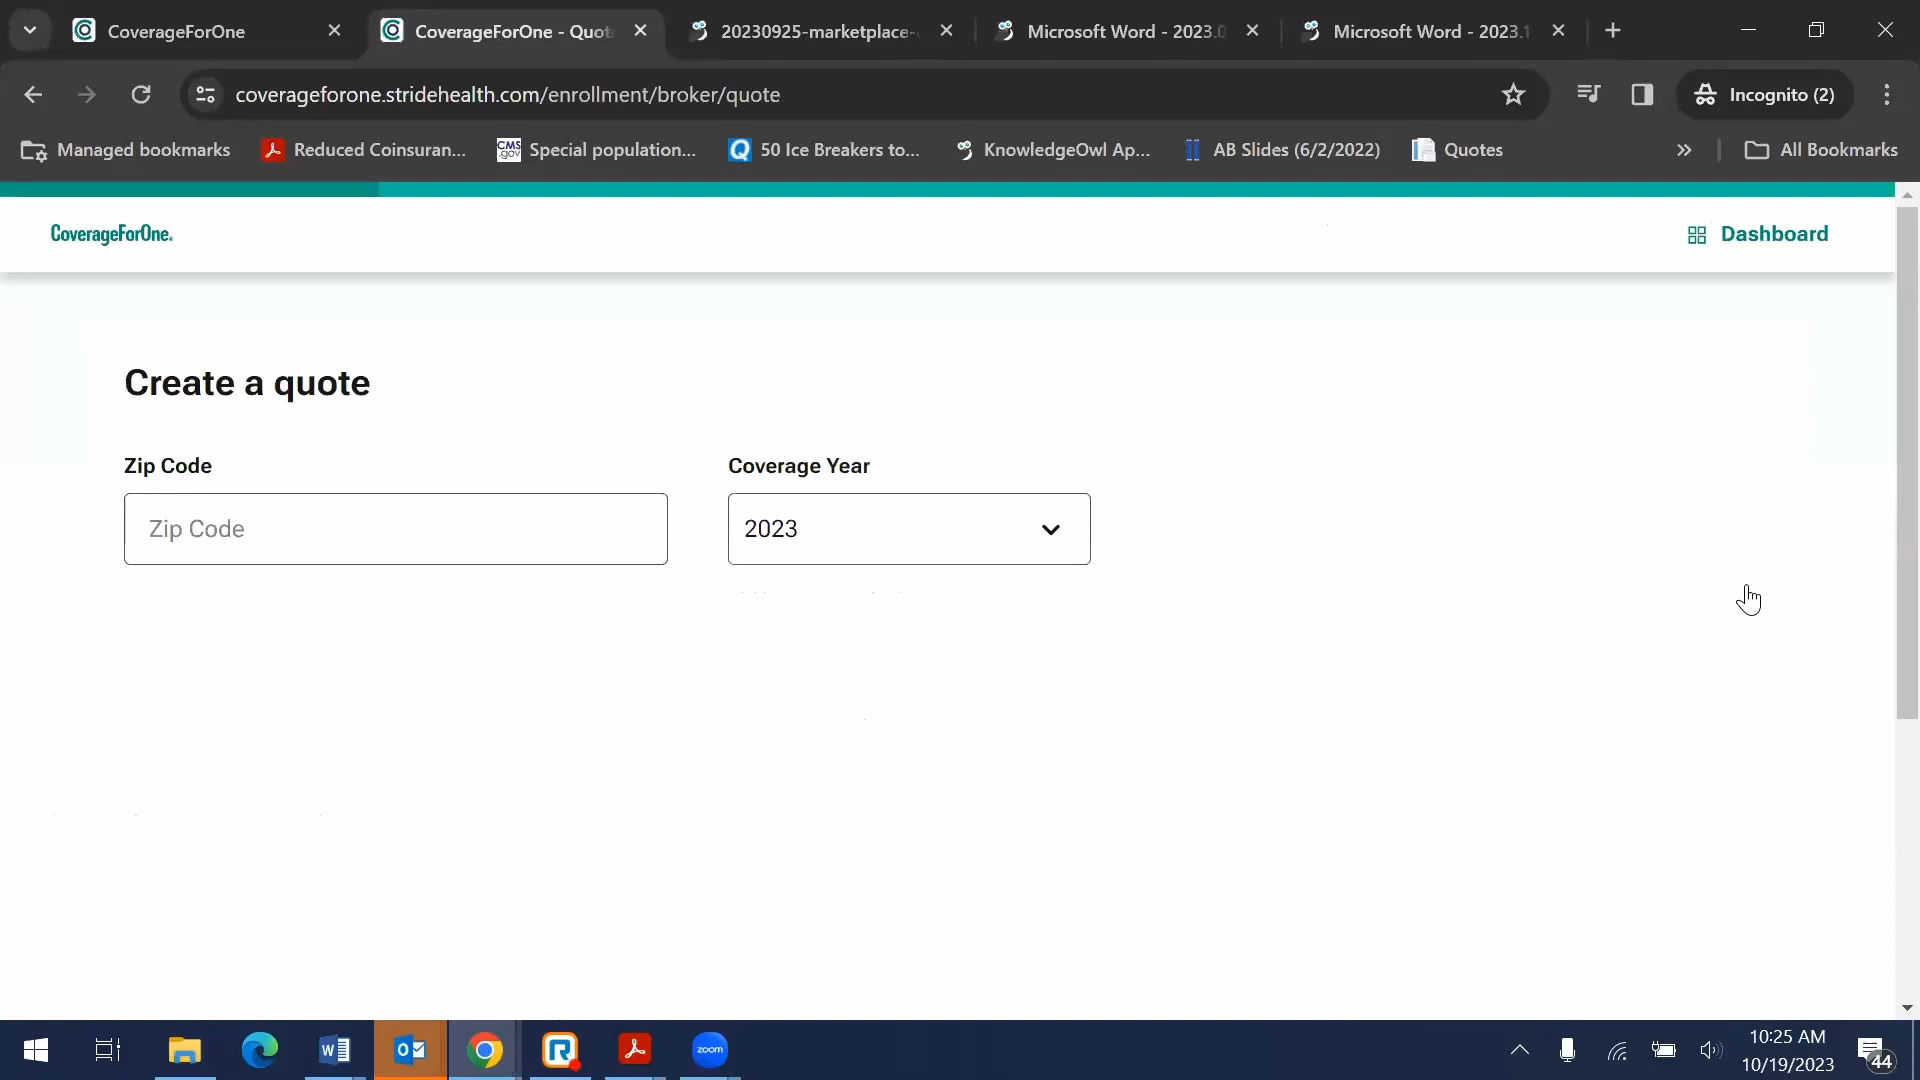 CoverageForOne
CoverageForOne - Quot
20230925-marketplace-
Microsoft Word - 2023.0
Microsoft Word - 2023.1
coverageforone.stridehealth.com/enrollment/broker/quote
Incognito (2)
Managed bookmarks
Reduced Coinsuran...
CMS
.gov
Special population...
50 Ice Breakers to...
KnowledgeOwl Ap...
AB Slides (6/2/2022)
Quotes
All Bookmarks
CoverageForOne.
Dashboard
Create a quote
Zip Code
Coverage Year
Zip Code
2023
zoom
10:25 AM
10/19/2023
44